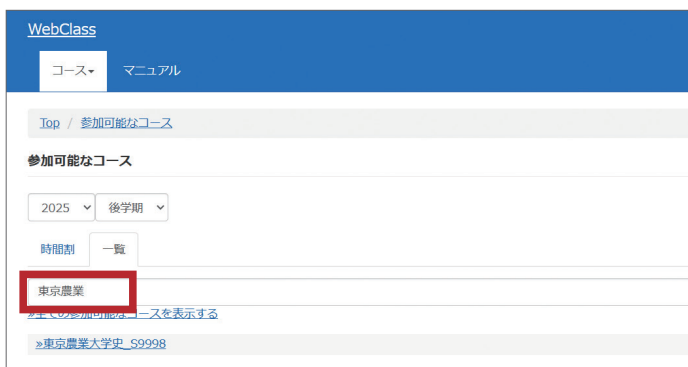 WebClass
コース マニュアル
Top / 参加可能なコース
参加可能なコース
2025 後学期
時間割 一覧
東京農業
»全ての参加可能なコースを表示する
»東京農業大学史_S9998